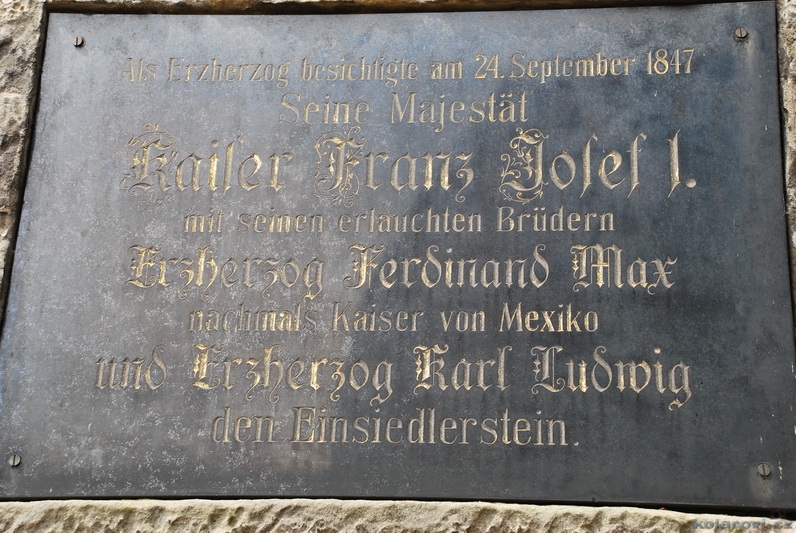 Als Erzherzog besichtigte am 24. September 1847
Seine Majestät
Kaiser Franz Josef I.
mit seinen erlauchten Brüdern
Erzherzog Ferdinand Max
nachmals Kaiser von Mexiko
und Erzherzog Karl Ludwig
den Einsiedlerstein.
kolarovi.cz